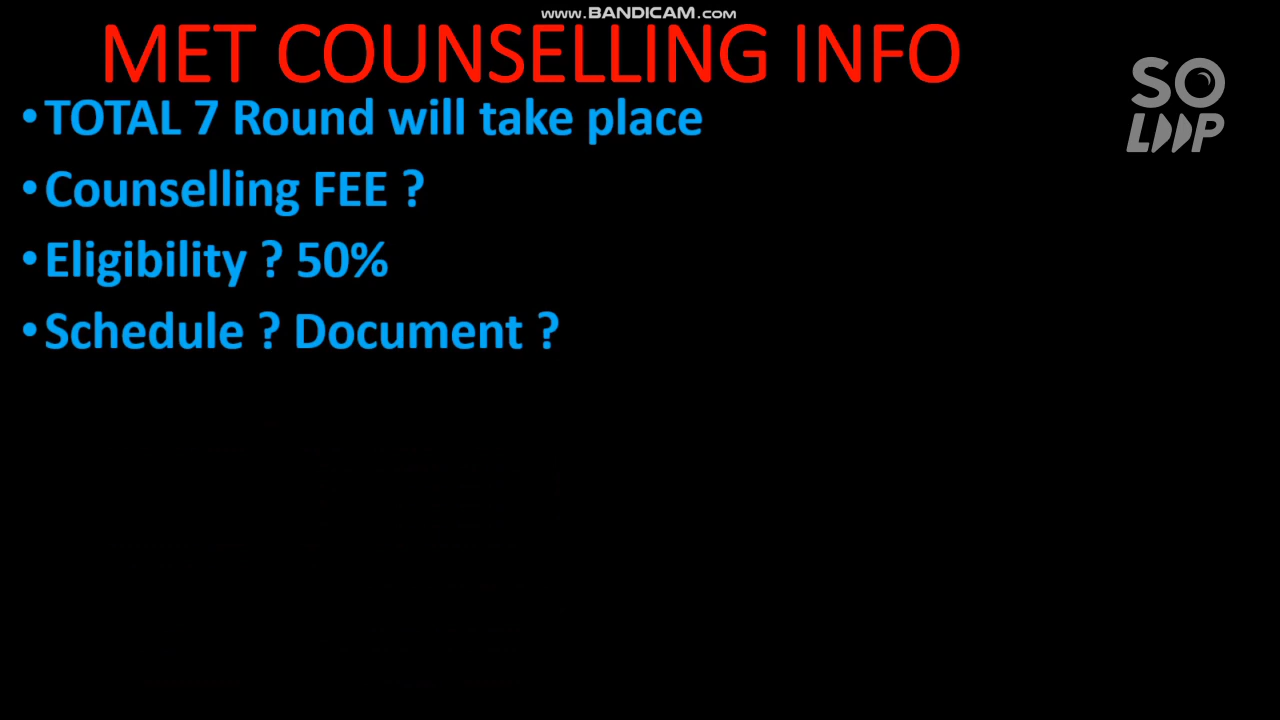 www.BANDICAM.com
MET COUNSELLING INFO
SO
LOOP
• TOTAL 7 Round will take place
• Counselling FEE ?
• Eligibility ? 50%
• Schedule ? Document ?